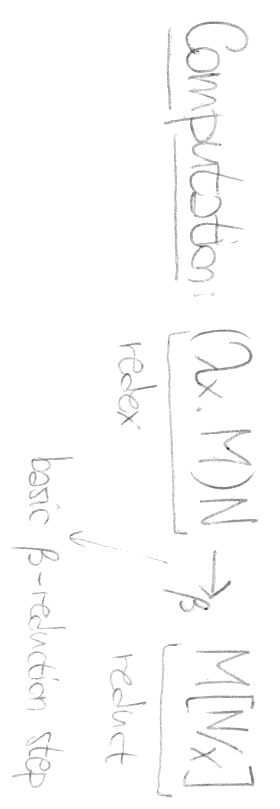 Computation: (λx. M)N →β M[N/x]
redex reduct
basic β-reduction step